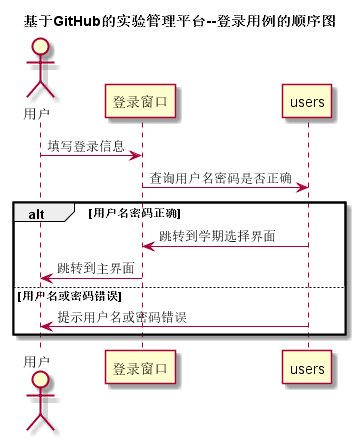 基于GitHub的实验管理平台--登录用例的顺序图
用户
登录窗口
users
填写登录信息
查询用户名密码是否正确
alt
[用户名密码正确]
跳转到学期选择界面
跳转到主界面
[用户名或密码错误]
提示用户名或密码错误
用户
登录窗口
users